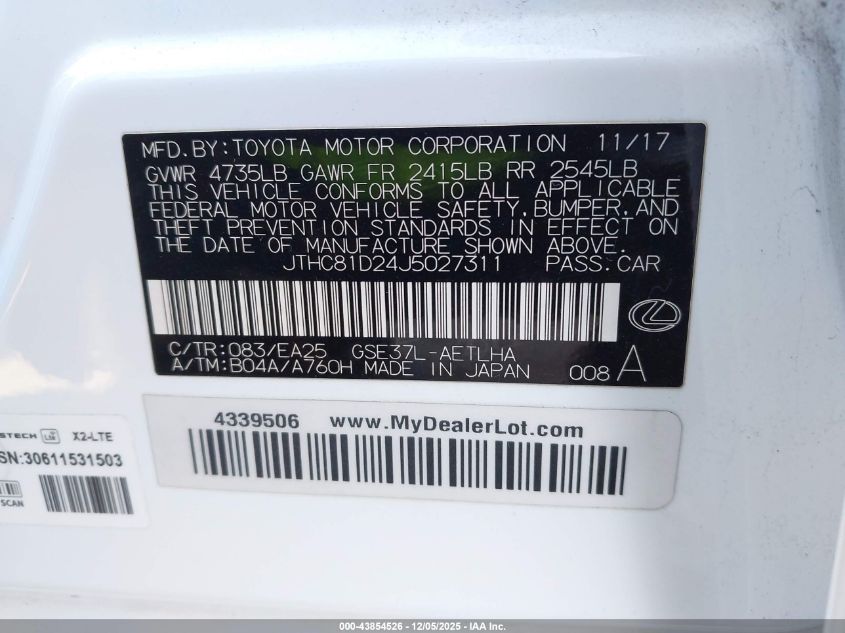 MFD.BY:TOYOTA MOTOR CORPORATION 11/17
GVWR 4735LB GAWR FR 2415LB RR 2545LB
THIS VEHICLE CONFORMS TO ALL APPLICABLE
FEDERAL MOTOR VEHICLE SAFETY,BUMPER,AND
THEFT PREVENTION STANDARDS IN EFFECT ON
THE DATE OF MANUFACTURE SHOWN ABOVE.
JTHC81D24J5027311 PASS.CAR
C/TR:083/EA25 GSE37L-AETLHA
A/TM:B04A/A760H MADE IN JAPAN 008 A
4339506 www.MyDealerLot.com
STECH X2-LTE
SN:30611531503
SCAN
000-43854526 - 12/05/2025 - IAA Inc.